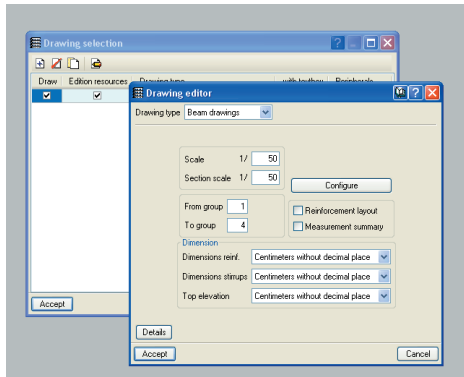 Drawing selection
Draw Edition resources Drawing type with textbox Peripherals
Drawing editor
Drawing type Beam drawings
Scale 1/ 50
Section scale 1/ 50
Configure
From group 1
To group 4
Reinforcement layout
Measurement summary
Dimension
Dimensions reinf. Centimeters without decimal place
Dimensions stirrups Centimeters without decimal place
Top elevation Centimeters without decimal place
Details
Accept
Accept Cancel